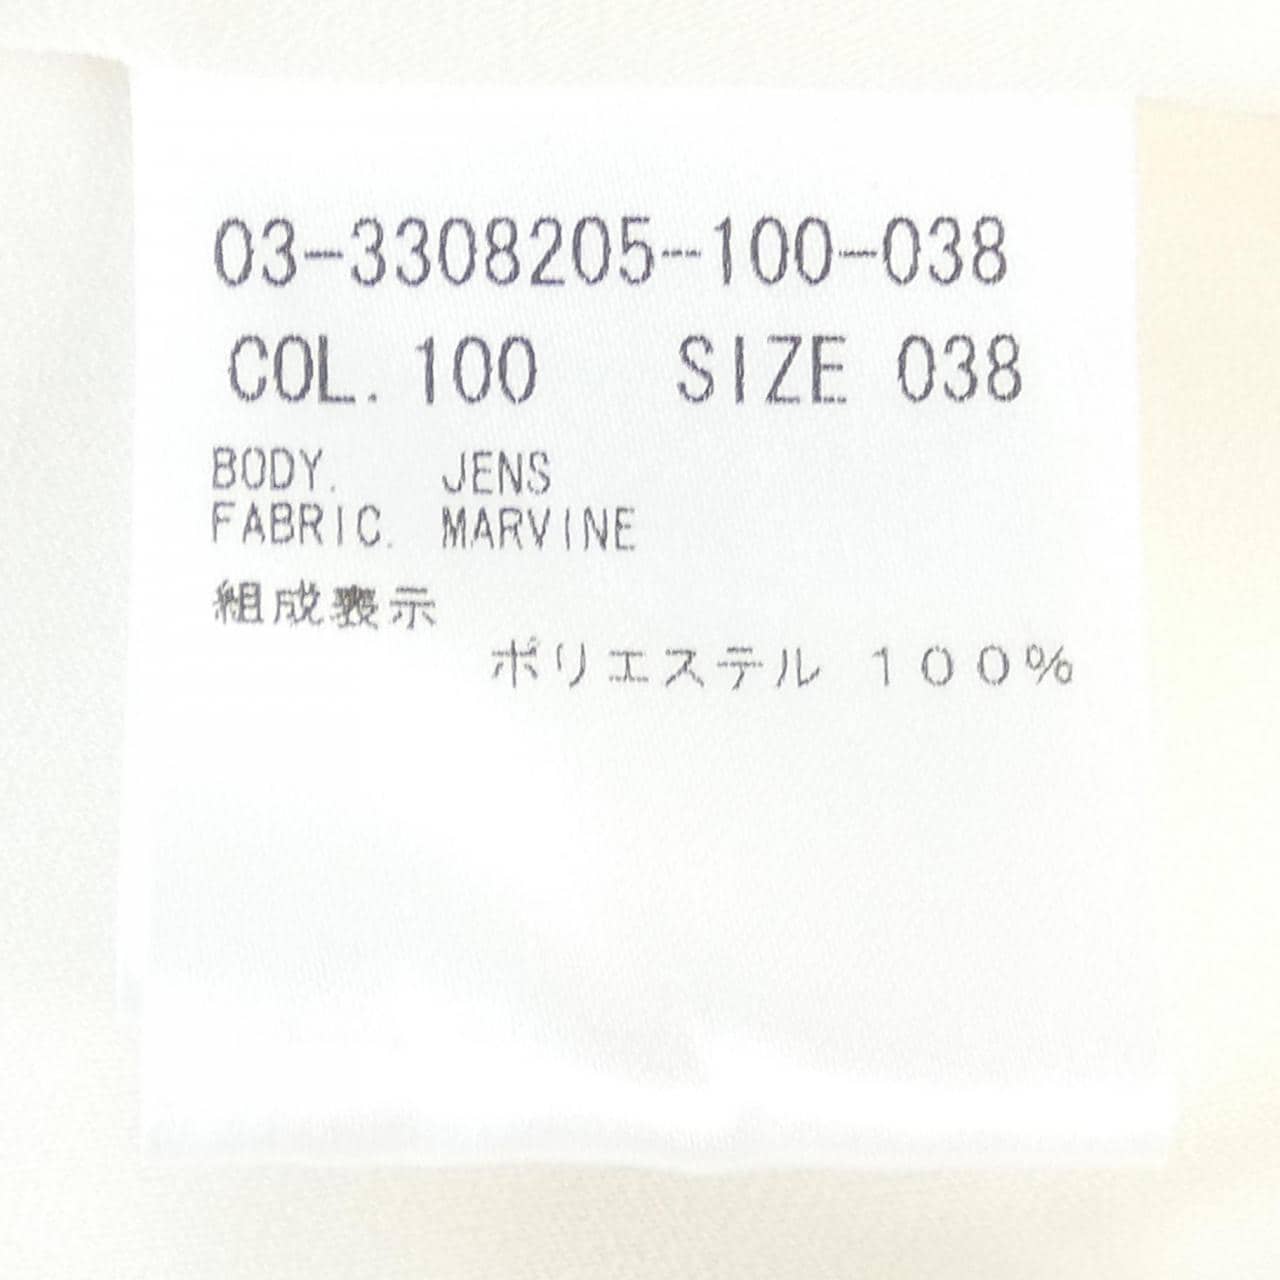 03-3308205-100-038
COL. 100 SIZE 038
BODY. JENS
FABRIC. MARVINE
組成表示
ポリエステル １００%